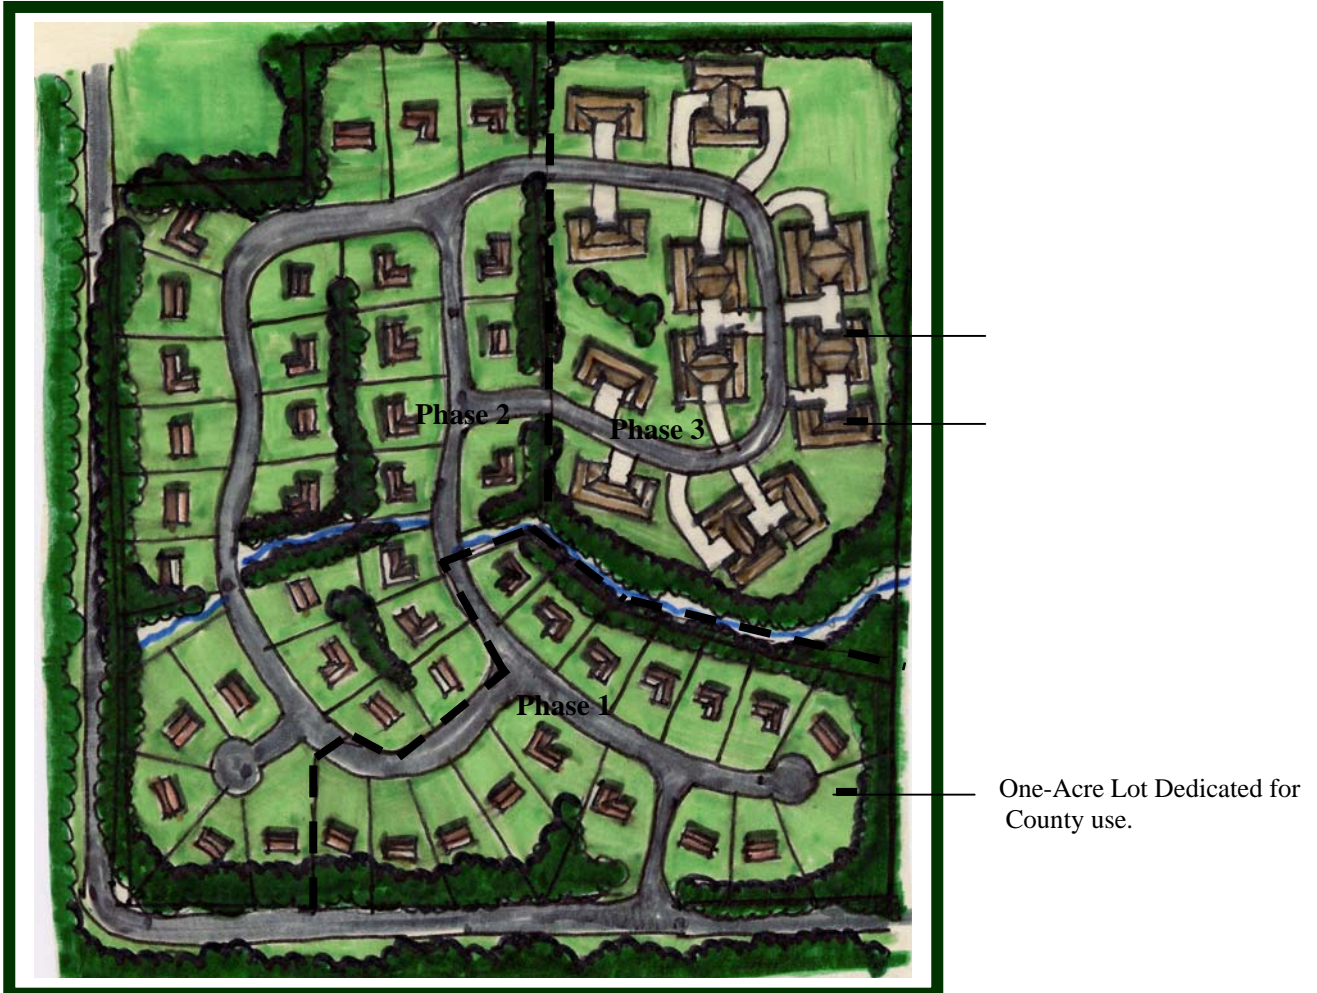 Phase 2
Phase 3
Phase 1
One-Acre Lot Dedicated for
County use.